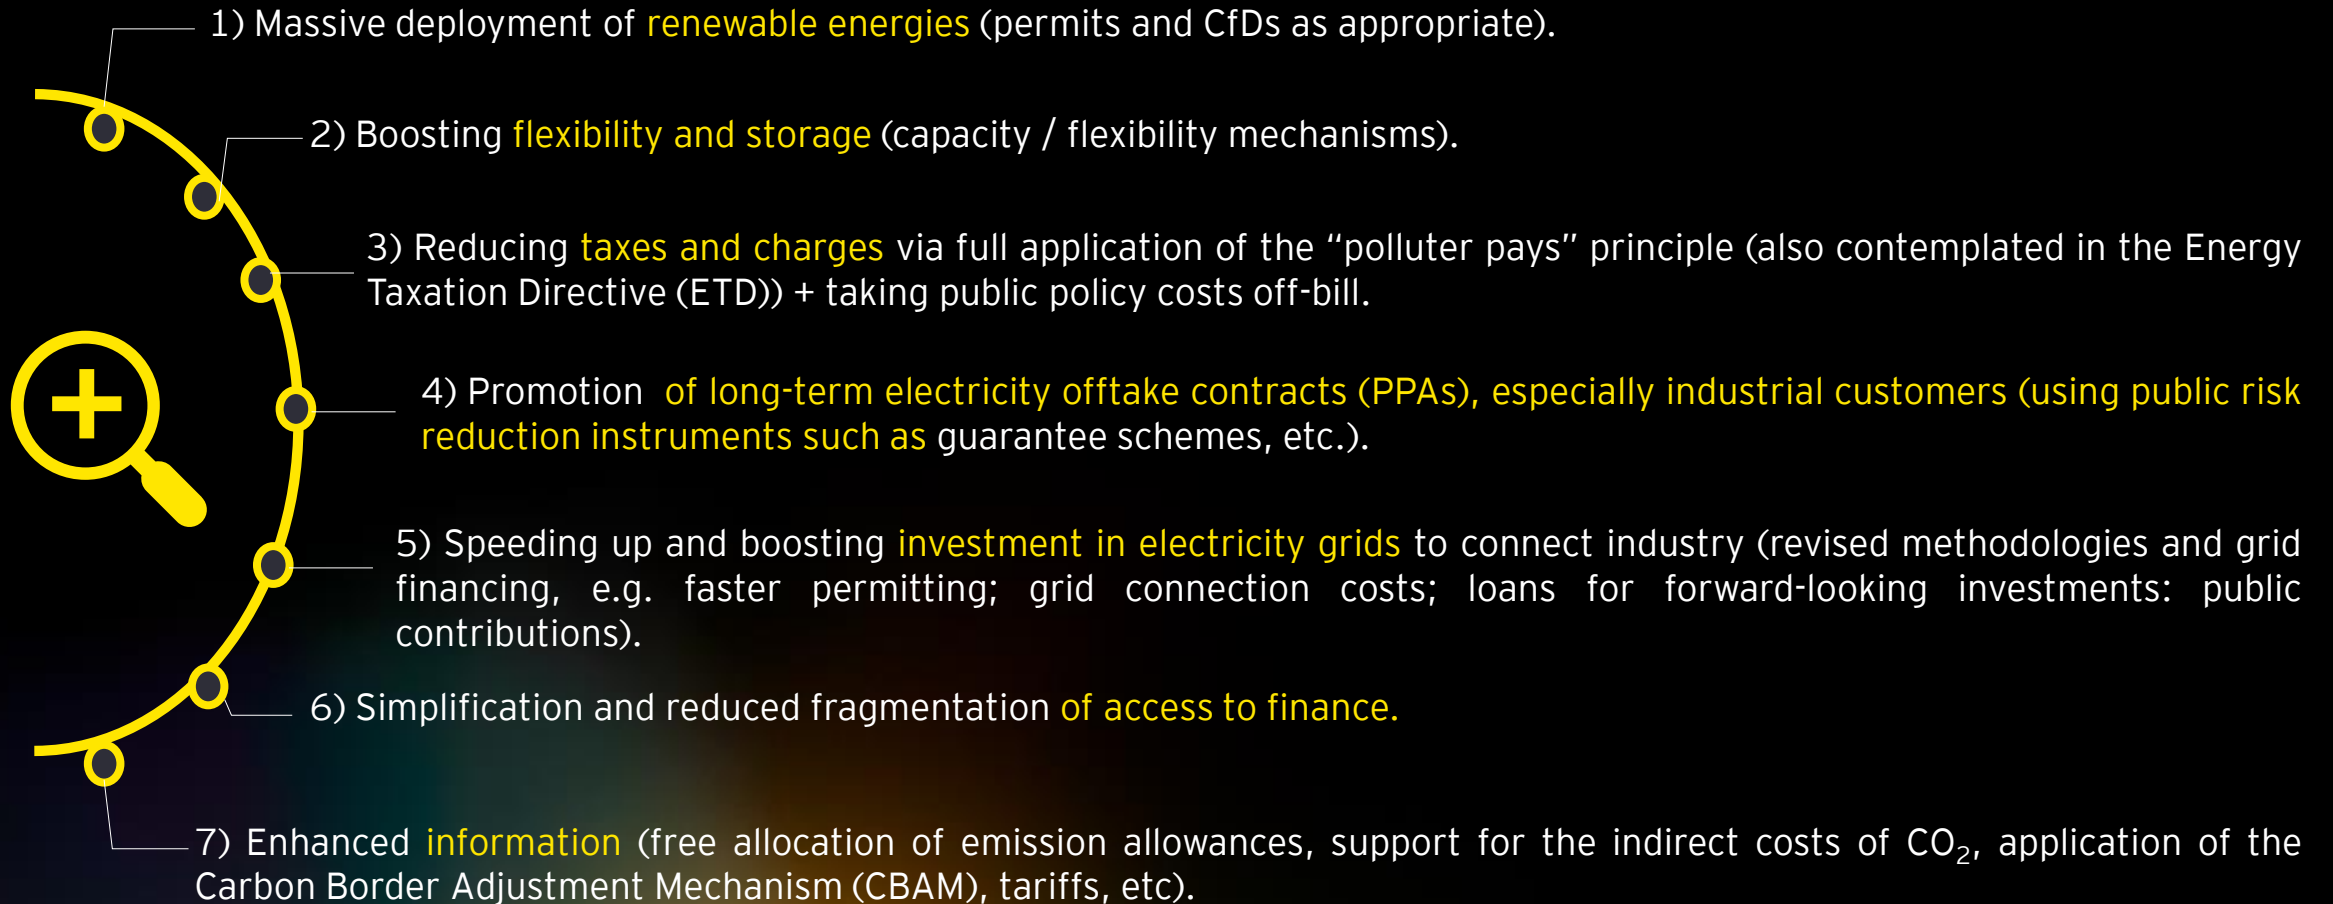 1) Massive deployment of renewable energies (permits and CfDs as appropriate).
2) Boosting flexibility and storage (capacity / flexibility mechanisms).
3) Reducing taxes and charges via full application of the “polluter pays” principle (also contemplated in the Energy
Taxation Directive (ETD)) + taking public policy costs off-bill.
4) Promotion of long-term electricity offtake contracts (PPAs), especially industrial customers (using public risk
reduction instruments such as guarantee schemes, etc.).
5) Speeding up and boosting investment in electricity grids to connect industry (revised methodologies and grid
financing, e.g. faster permitting; grid connection costs; loans for forward-looking investments: public
contributions).
6) Simplification and reduced fragmentation of access to finance.
7) Enhanced information (free allocation of emission allowances, support for the indirect costs of CO₂, application of the
Carbon Border Adjustment Mechanism (CBAM), tariffs, etc).